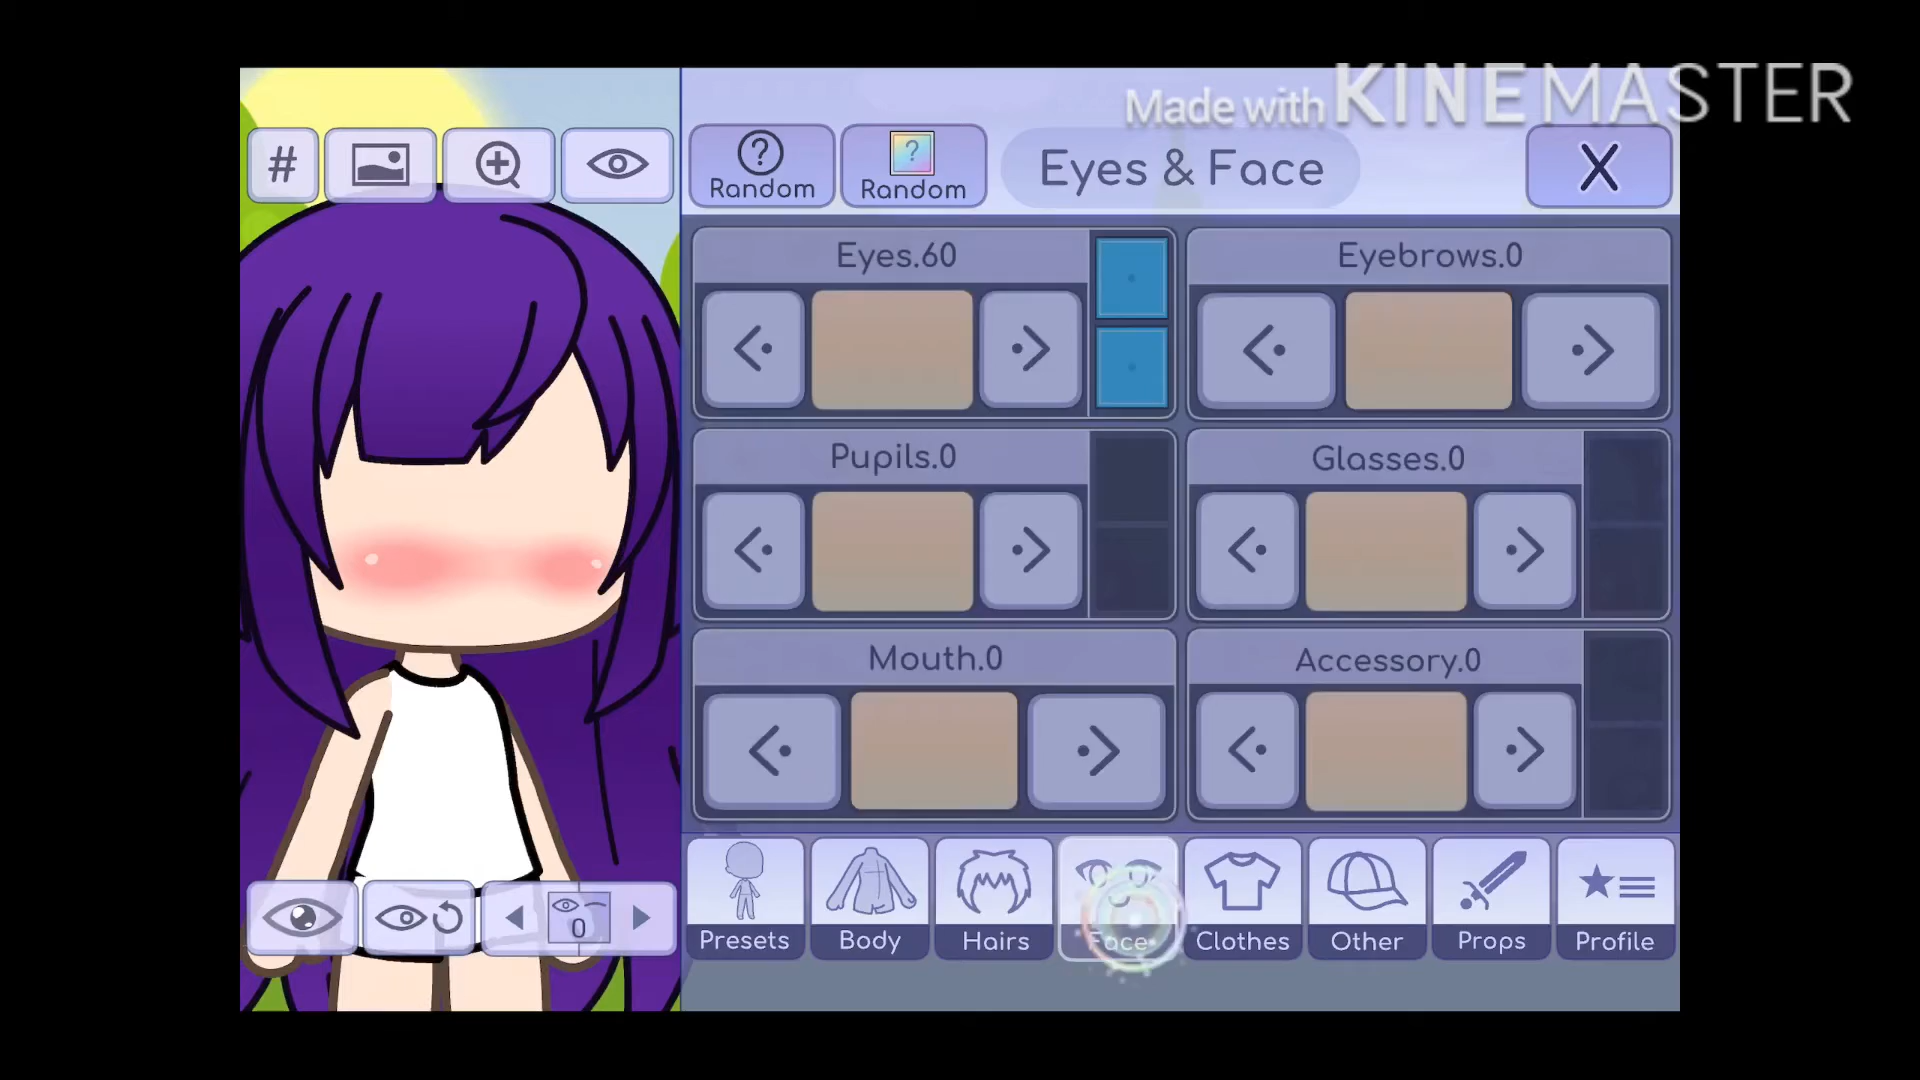 Made with KINEMASTER
#
? Random
? Random
Eyes & Face
X
Eyes.60
Eyebrows.0
Pupils.0
Glasses.0
Mouth.0
Accessory.0
0
Presets
Body
Hairs
Face
Clothes
Other
Props
Profile